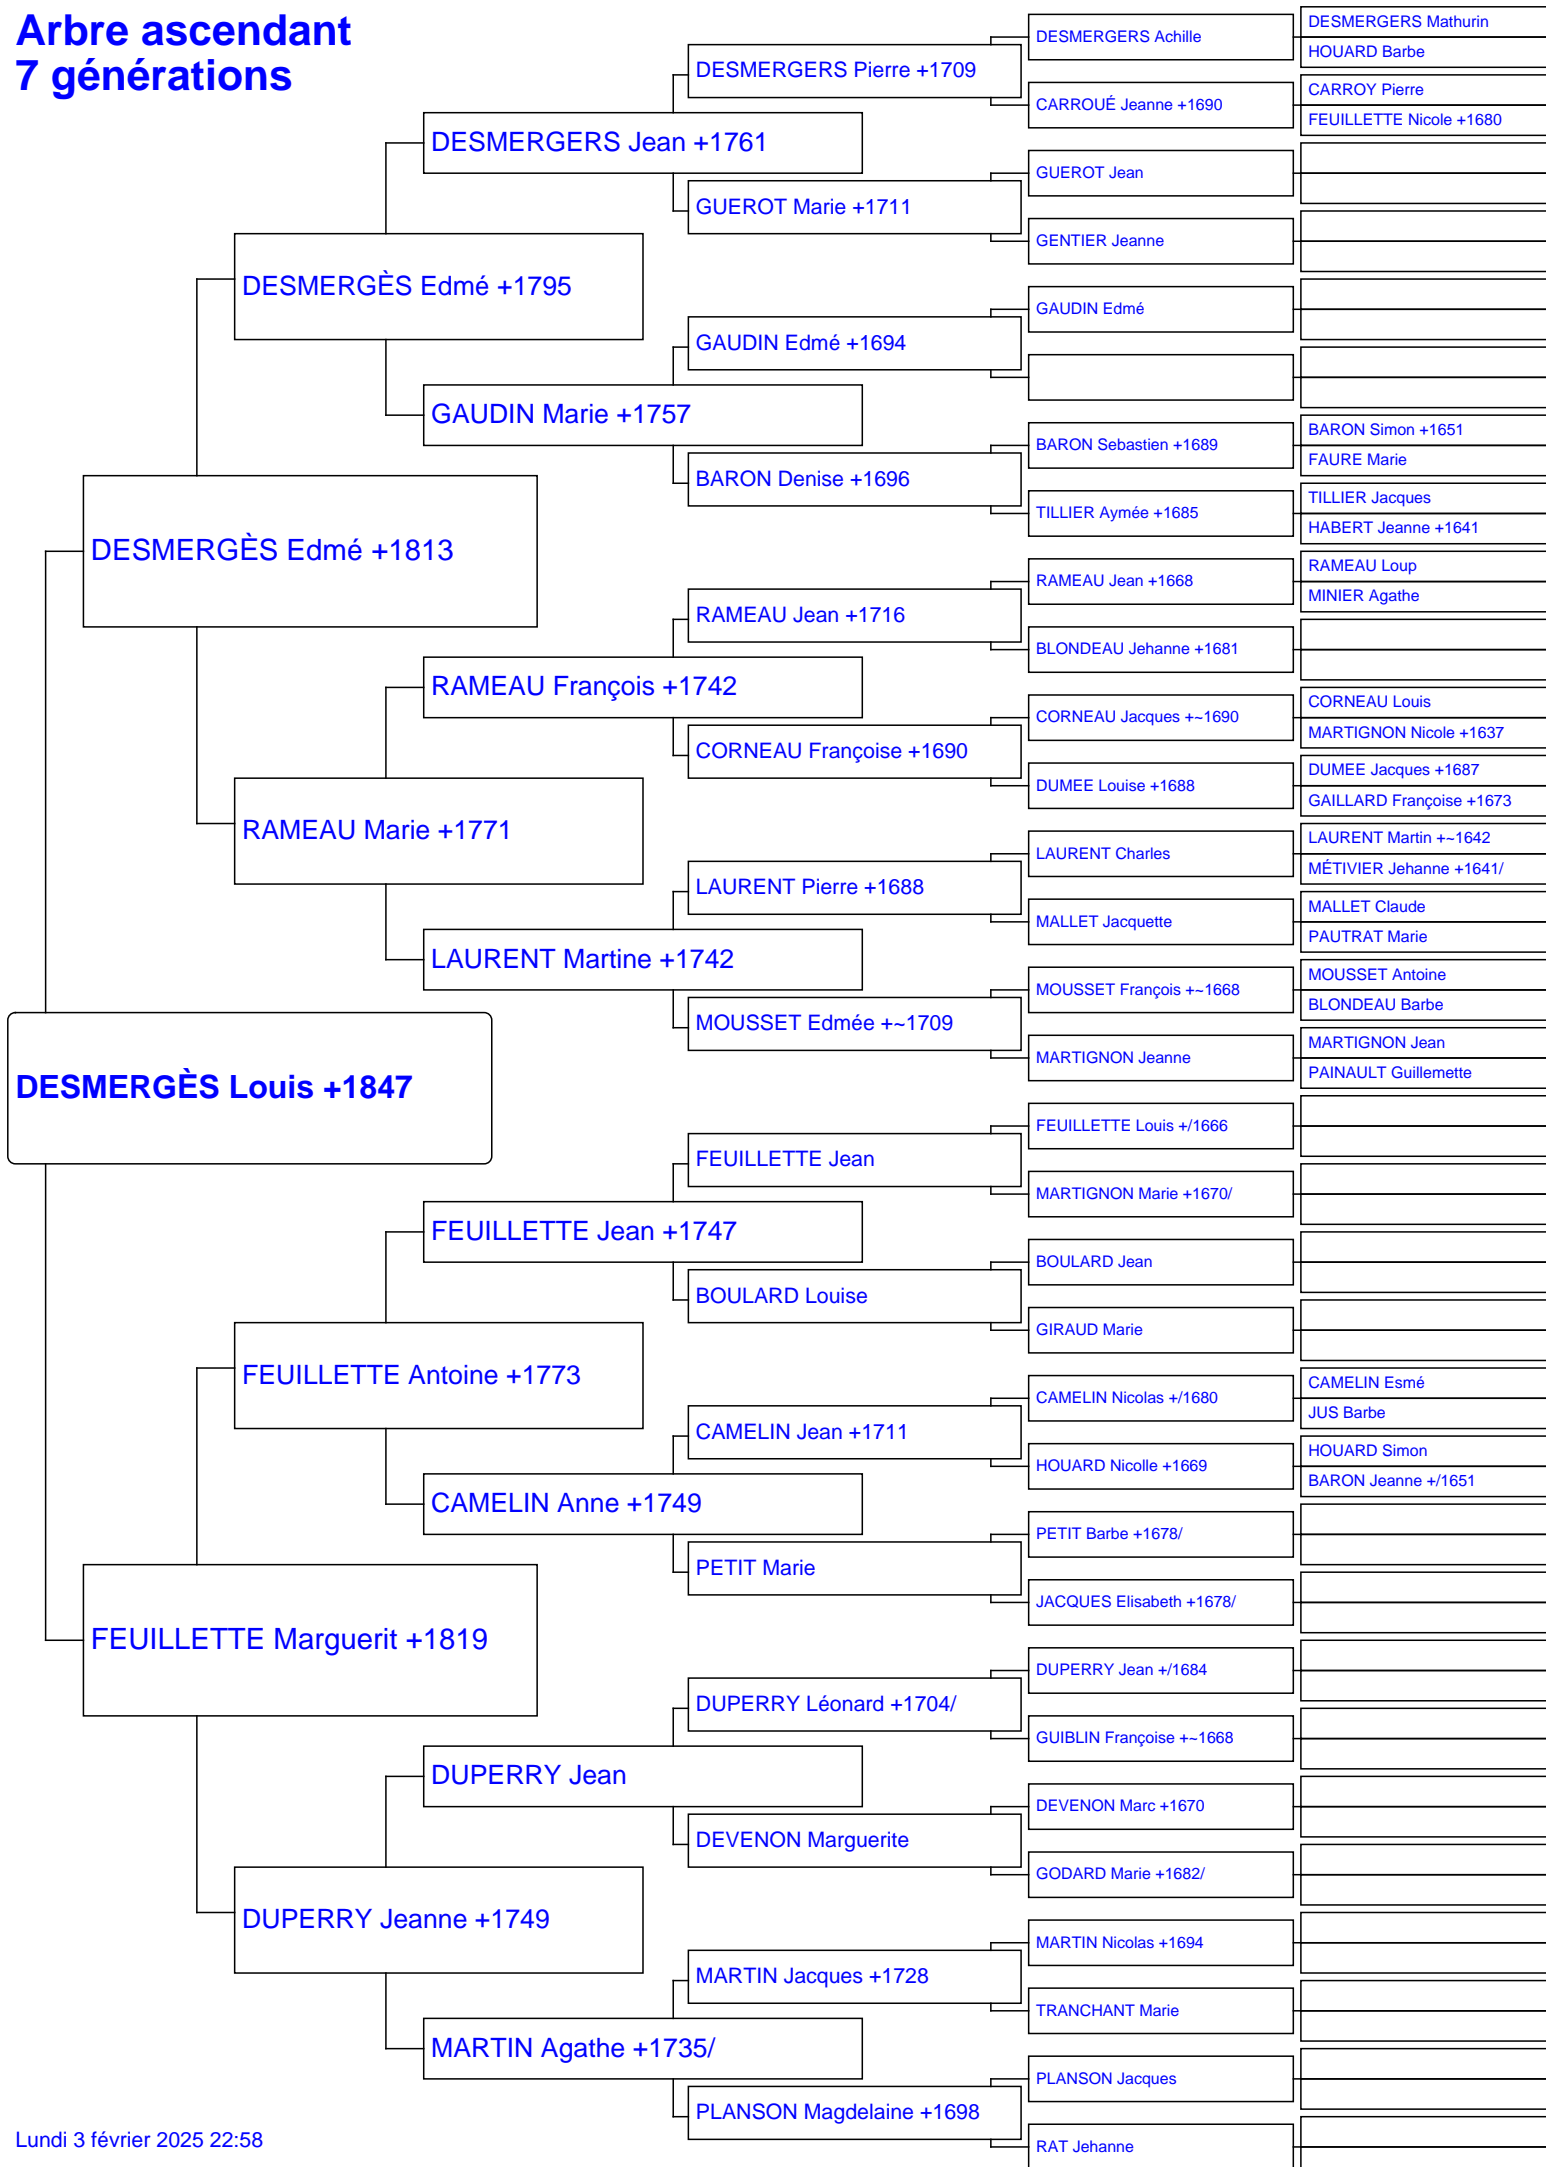 Arbre ascendant
7 générations
DESMERGÈS Louis +1847
DESMERGÈS Edmé +1813
FEUILLETTE Marguerit +1819
DESMERGÈS Edmé +1795
RAMEAU Marie +1771
FEUILLETTE Antoine +1773
DUPERRY Jeanne +1749
DESMERGERS Jean +1761
GAUDIN Marie +1757
RAMEAU François +1742
LAURENT Martine +1742
FEUILLETTE Jean +1747
CAMELIN Anne +1749
DUPERRY Jean
MARTIN Agathe +1735/
DESMERGERS Pierre +1709
GUEROT Marie +1711
GAUDIN Edmé +1694
BARON Denise +1696
RAMEAU Jean +1716
CORNEAU Françoise +1690
LAURENT Pierre +1688
MOUSSET Edmée +~1709
FEUILLETTE Jean
BOULARD Louise
CAMELIN Jean +1711
PETIT Marie
DUPERRY Léonard +1704/
DEVENON Marguerite
MARTIN Jacques +1728
PLANSON Magdelaine +1698
DESMERGERS Achille
CARROUÉ Jeanne +1690
GUEROT Jean
GENTIER Jeanne
GAUDIN Edmé
BARON Sebastien +1689
TILLIER Aymée +1685
RAMEAU Jean +1668
BLONDEAU Jehanne +1681
CORNEAU Jacques +~1690
DUMEE Louise +1688
LAURENT Charles
MALLET Jacquette
MOUSSET François +~1668
MARTIGNON Jeanne
FEUILLETTE Louis +/1666
MARTIGNON Marie +1670/
BOULARD Jean
GIRAUD Marie
CAMELIN Nicolas +/1680
HOUARD Nicolle +1669
PETIT Barbe +1678/
JACQUES Elisabeth +1678/
DUPERRY Jean +/1684
GUIBLIN Françoise +~1668
DEVENON Marc +1670
GODARD Marie +1682/
MARTIN Nicolas +1694
TRANCHANT Marie
PLANSON Jacques
RAT Jehanne
DESMERGERS Mathurin
HOUARD Barbe
CARROY Pierre
FEUILLETTE Nicole +1680
BARON Simon +1651
FAURE Marie
TILLIER Jacques
HABERT Jeanne +1641
RAMEAU Loup
MINIER Agathe
CORNEAU Louis
MARTIGNON Nicole +1637
DUMEE Jacques +1687
GAILLARD Françoise +1673
LAURENT Martin +~1642
MÉTIVIER Jehanne +1641/
MALLET Claude
PAUTRAT Marie
MOUSSET Antoine
BLONDEAU Barbe
MARTIGNON Jean
PAINAULT Guillemette
CAMELIN Esmé
JUS Barbe
HOUARD Simon
BARON Jeanne +/1651
Lundi 3 février 2025 22:58